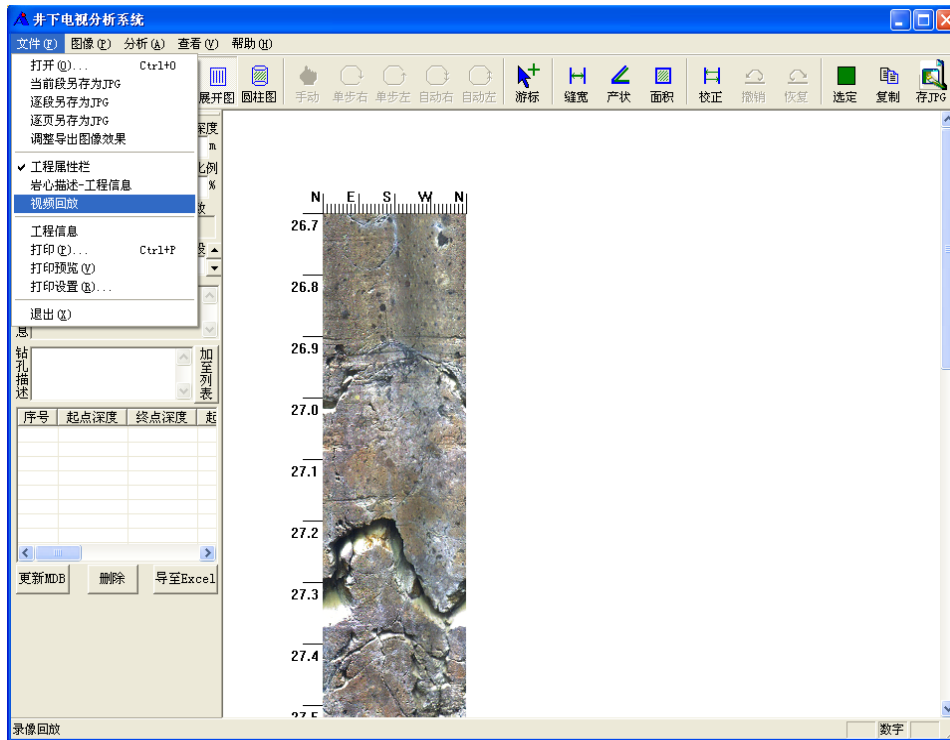 井下电视分析系统
文件(F) 图像(P) 分析(A) 查看(V) 帮助(H)
打开(O)... Ctrl+O
当前段另存为JPG
逐段另存为JPG
逐页另存为JPG
调整导出图像效果
工程属性栏
岩心描述-工程信息
视频回放
工程信息
打印(P)... Ctrl+P
打印预览(V)
打印设置(R)...
退出(X)
展开图 圆柱图 手动 单步右 单步左 自动右 自动左 游标 缝宽 产状 面积 校正 撤销 恢复 选定 复制 存JPG
深度
m
比例
%
息
钻孔描述
加至列表
序号 起点深度 终点深度 起
更新MDB 删除 导至Excel
N E S W N
26.7
26.8
26.9
27.0
27.1
27.2
27.3
27.4
27.5
录像回放 数字